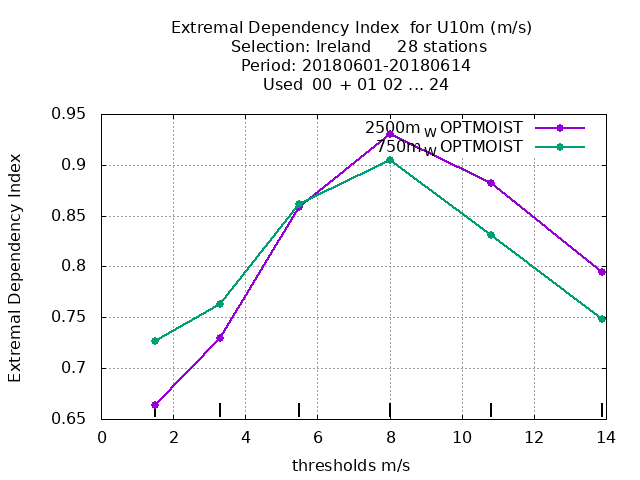 Extremal Dependency Index for U10m (m/s)
Selection: Ireland 28 stations
Period: 20180601-20180614
Used 00 + 01 02 ... 24
2500m W OPTMOIST
750m W OPTMOIST
Extremal Dependency Index
0.95
0.9
0.85
0.8
0.75
0.7
0.65
0 2 4 6 8 10 12 14
thresholds m/s